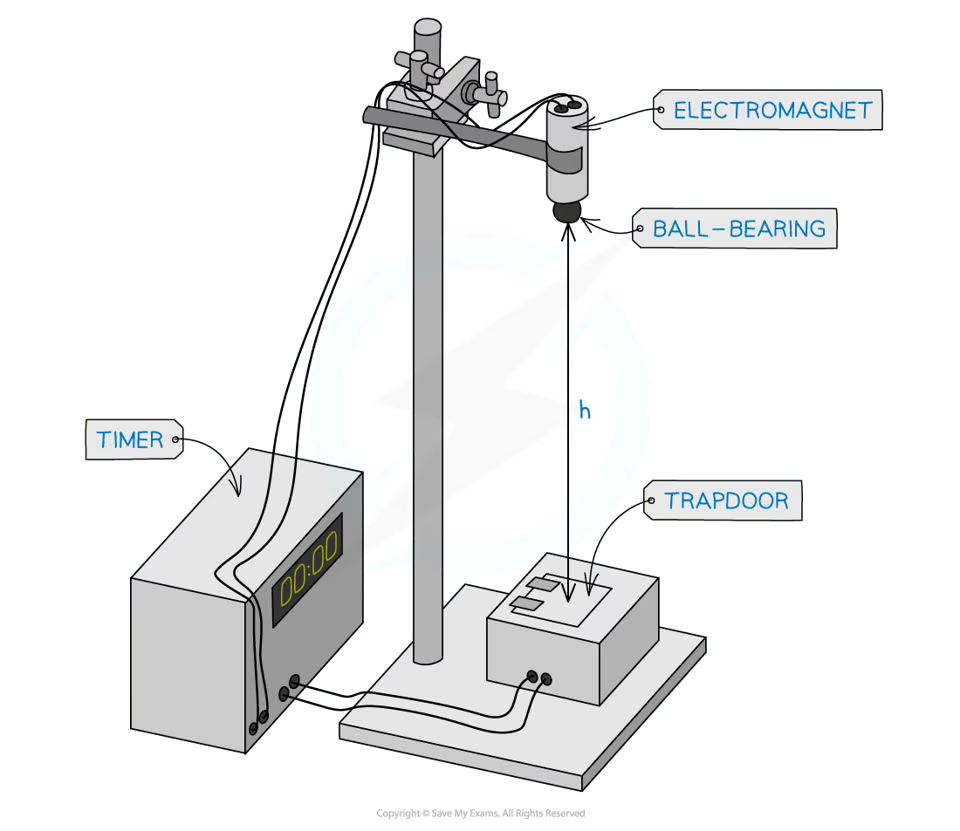 ELECTROMAGNET
BALL-BEARING
h
TIMER
TRAPDOOR
00:00
Copyright © Save My Exams. All Rights Reserved